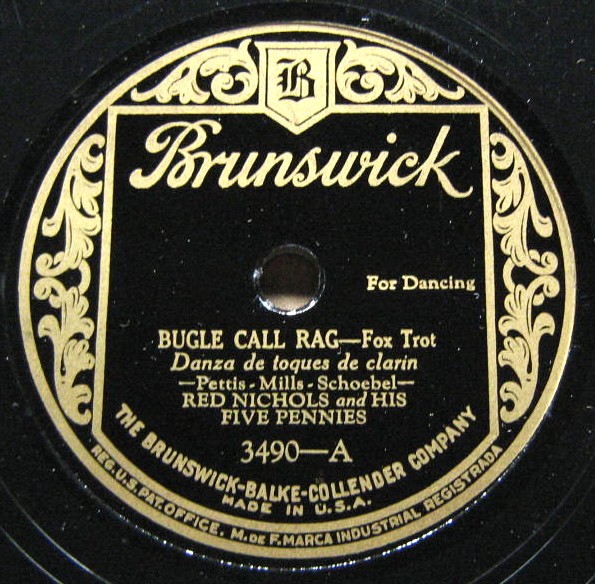 B
Brunswick
For Dancing
BUGLE CALL RAG—Fox Trot
Danza de toques de clarin
—Pettis - Mills - Schoebel—
RED NICHOLS and HIS
FIVE PENNIES
3490—A
THE BRUNSWICK-BALKE-COLLENDER COMPANY
MADE IN U.S.A.
REG. U.S. PAT. OFFICE. M. DE F. MARCA INDUSTRIAL REGISTRADA